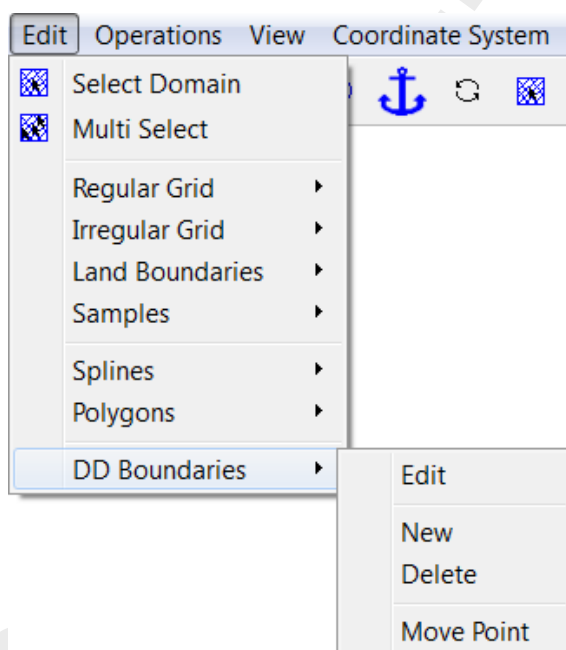 Edit Operations View Coordinate System
Select Domain
Multi Select
Regular Grid
Irregular Grid
Land Boundaries
Samples
Splines
Polygons
DD Boundaries
Edit
New
Delete
Move Point